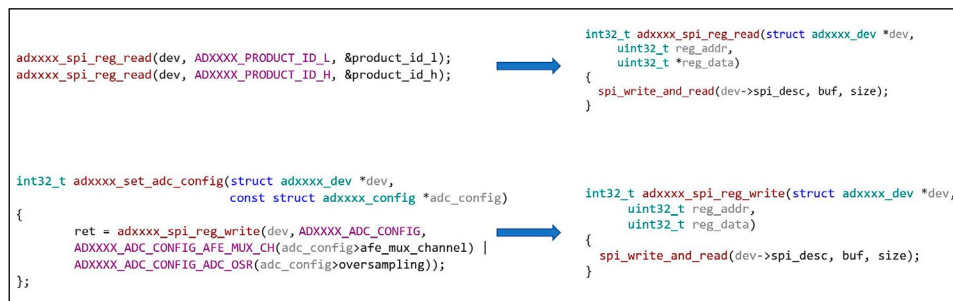 adxxxx_spi_reg_read(dev, ADXXXX_PRODUCT_ID_L, &product_id_l);
adxxxx_spi_reg_read(dev, ADXXXX_PRODUCT_ID_H, &product_id_h);
int32_t adxxxx_spi_reg_read(struct adxxxx_dev *dev,
uint32_t reg_addr,
uint32_t *reg_data)
{
spi_write_and_read(dev->spi_desc, buf, size);
}
int32_t adxxxx_set_adc_config(struct adxxxx_dev *dev,
const struct adxxxx_config *adc_config)
{
ret = adxxxx_spi_reg_write(dev, ADXXXX_ADC_CONFIG,
ADXXXX_ADC_CONFIG_AFE_MUX_CH(adc_config>afe_mux_channel) |
ADXXXX_ADC_CONFIG_ADC_OSR(adc_config>oversampling));
};
int32_t adxxxx_spi_reg_write(struct adxxxx_dev *dev,
uint32_t reg_addr,
uint32_t reg_data)
{
spi_write_and_read(dev->spi_desc, buf, size);
}